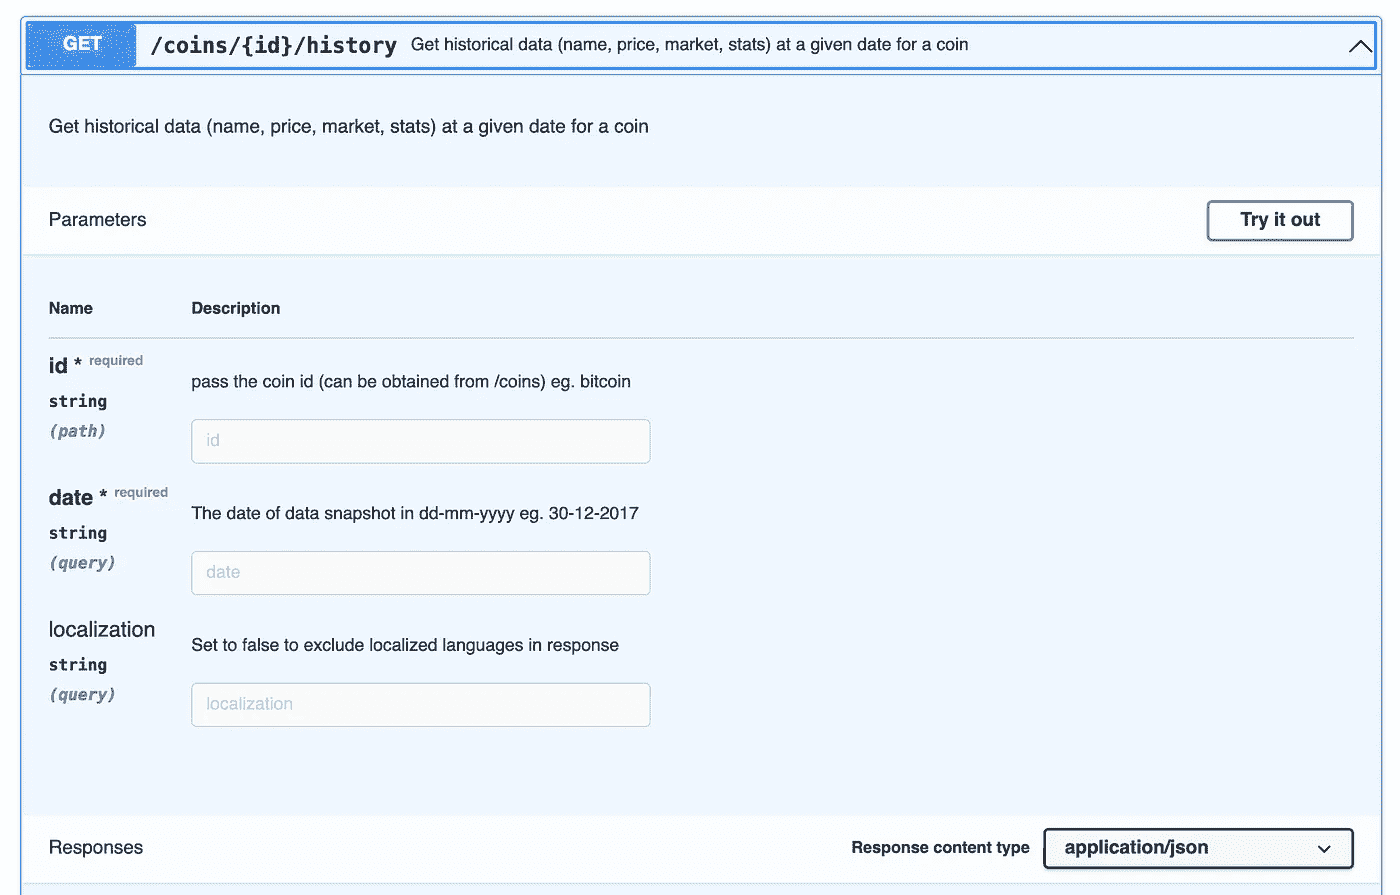 GET /coins/{id}/history Get historical data (name, price, market, stats) at a given date for a coin
Get historical data (name, price, market, stats) at a given date for a coin
Parameters Try it out
Name Description
id * required
pass the coin id (can be obtained from /coins) eg. bitcoin
string
(path)
id
date * required
The date of data snapshot in dd-mm-yyyy eg. 30-12-2017
string
(query)
date
localization
Set to false to exclude localized languages in response
string
(query)
localization
Responses Response content type application/json